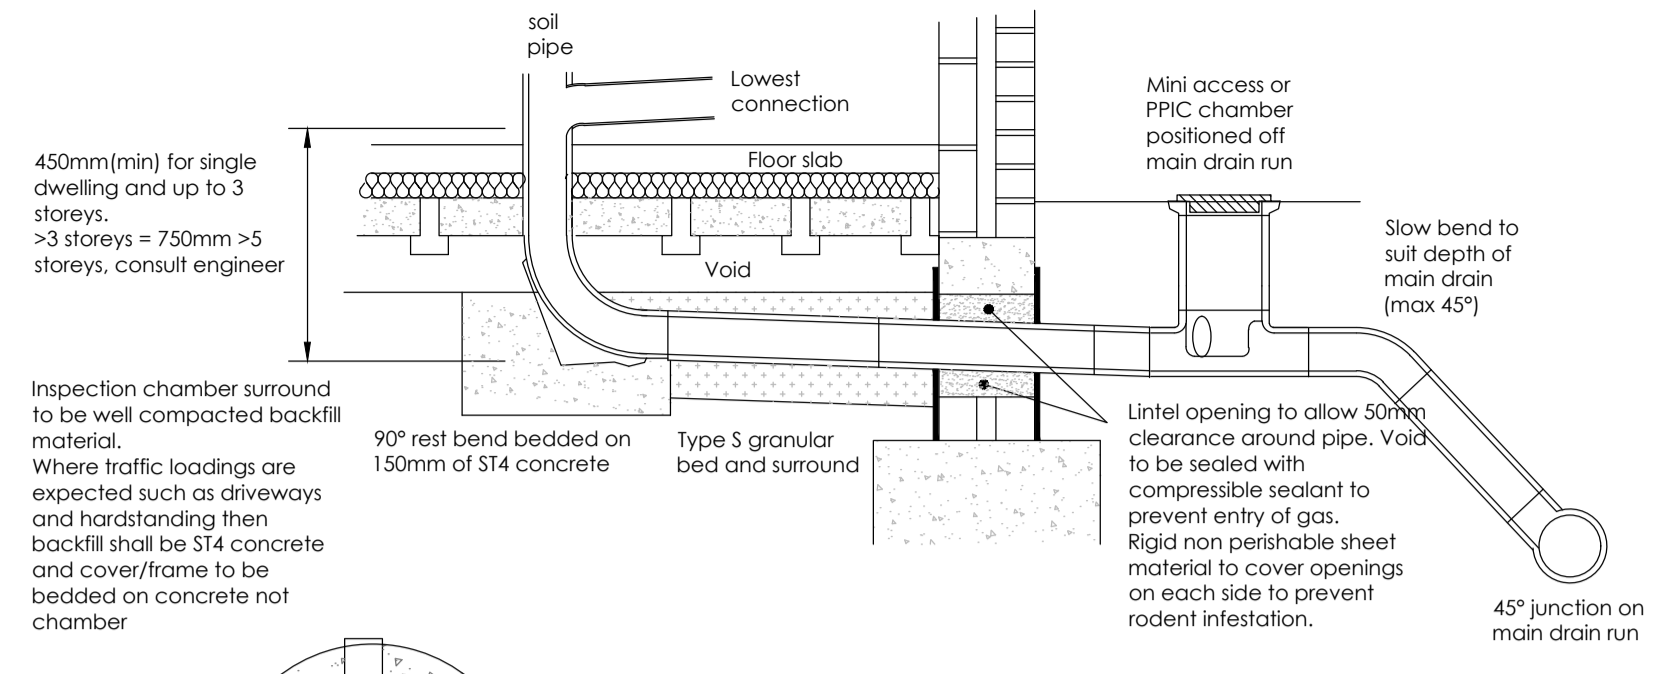 soil
pipe
Lowest
connection
Mini access or
PPIC chamber
positioned off
main drain run
450mm(min) for single
dwelling and up to 3
storeys.
>3 storeys = 750mm >5
storeys, consult engineer
Floor slab
Slow bend to
suit depth of
main drain
(max 45°)
Void
Inspection chamber surround
to be well compacted backfill
material.
Where traffic loadings are
expected such as driveways
and hardstanding then
backfill shall be ST4 concrete
and cover/frame to be
bedded on concrete not
chamber
90° rest bend bedded on
150mm of ST4 concrete
Type S granular
bed and surround
Lintel opening to allow 50mm
clearance around pipe. Void
to be sealed with
compressible sealant to
prevent entry of gas.
Rigid non perishable sheet
material to cover openings
on each side to prevent
rodent infestation.
45° junction on
main drain run